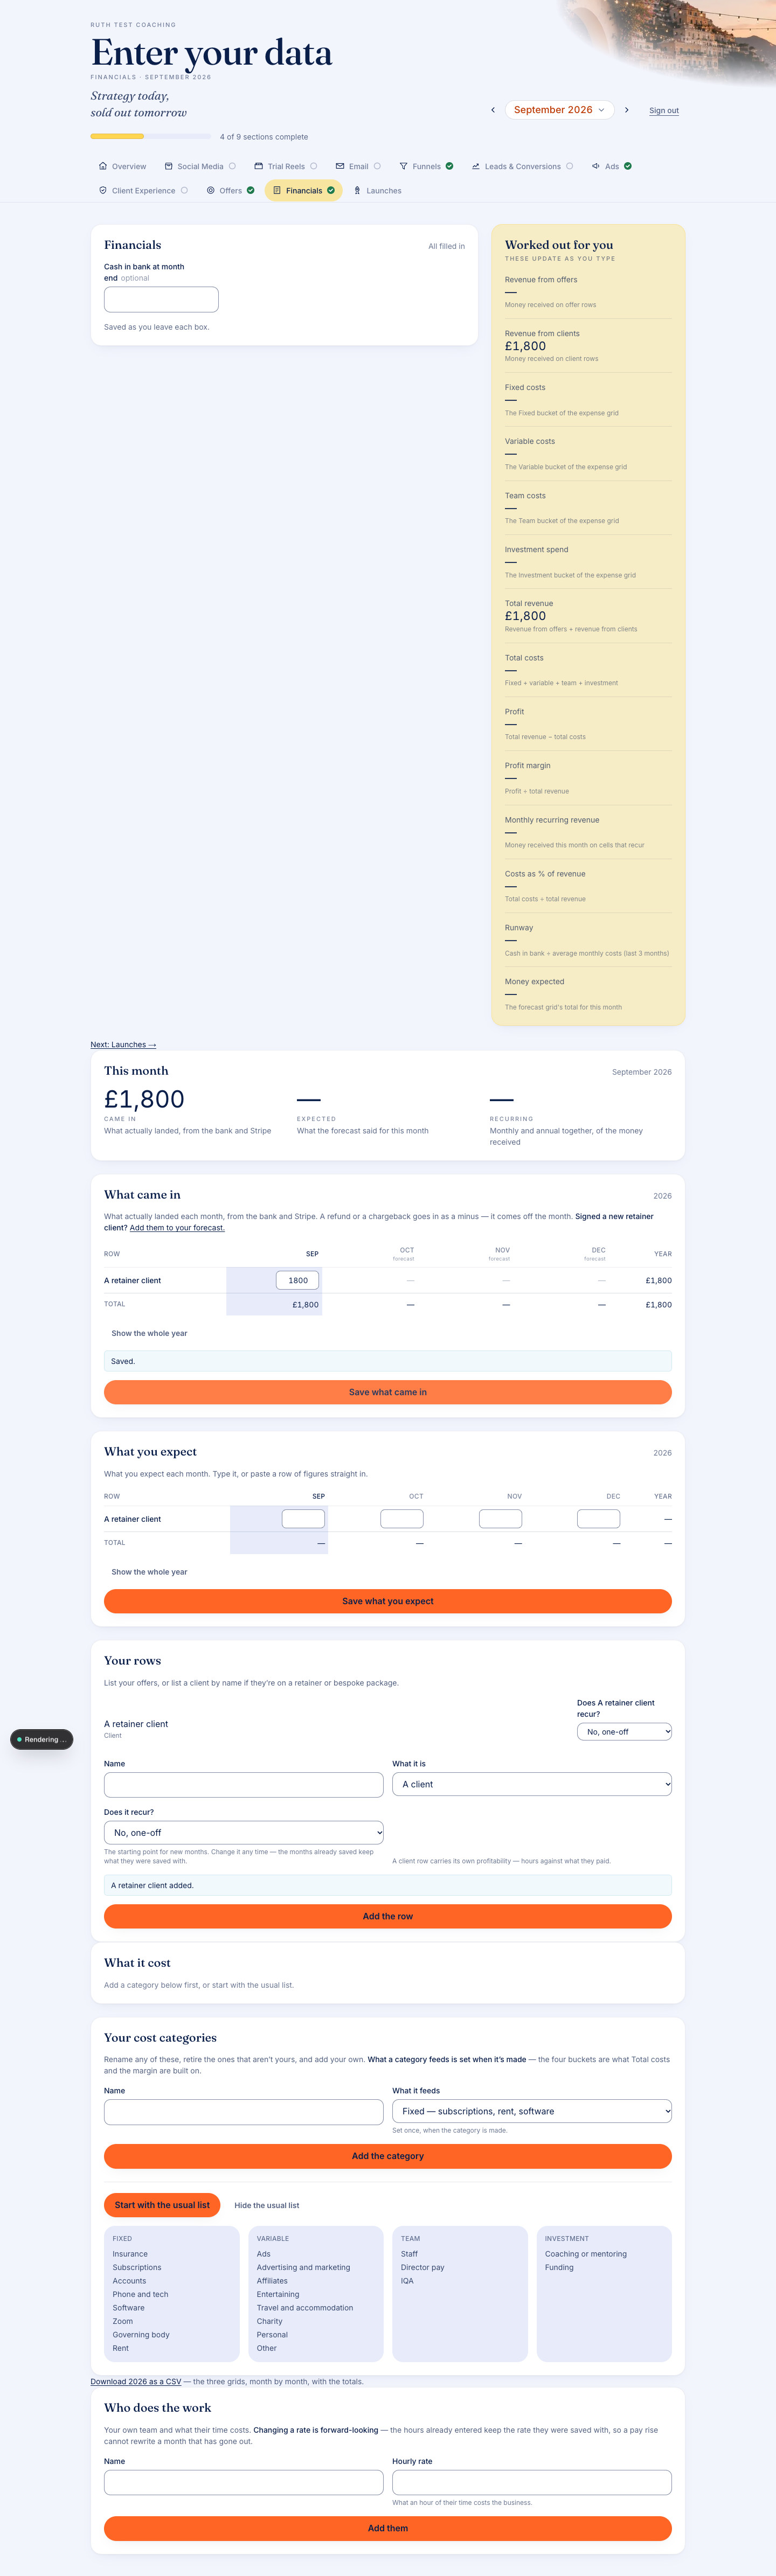 RUTH TEST COACHING
Enter your data
FINANCIALS · SEPTEMBER 2026
Strategy today,
sold out tomorrow
September 2026
Sign out
4 of 9 sections complete
Overview
Social Media
Trial Reels
Email
Funnels
Leads & Conversions
Ads
Client Experience
Offers
Financials
Launches
Financials
All filled in
Cash in bank at month
end optional
Saved as you leave each box.
Worked out for you
THESE UPDATE AS YOU TYPE
Revenue from offers
—
Money received on offer rows
Revenue from clients
£1,800
Money received on client rows
Fixed costs
—
The Fixed bucket of the expense grid
Variable costs
—
The Variable bucket of the expense grid
Team costs
—
The Team bucket of the expense grid
Investment spend
—
The Investment bucket of the expense grid
Total revenue
£1,800
Revenue from offers + revenue from clients
Total costs
—
Fixed + variable + team + investment
Profit
—
Total revenue − total costs
Profit margin
—
Profit ÷ total revenue
Monthly recurring revenue
—
Money received this month on cells that recur
Costs as % of revenue
—
Total costs ÷ total revenue
Runway
—
Cash in bank ÷ average monthly costs (last 3 months)
Money expected
—
The forecast grid's total for this month
Next: Launches →
This month
September 2026
£1,800
CAME IN
What actually landed, from the bank and Stripe
—
EXPECTED
What the forecast said for this month
—
RECURRING
Monthly and annual together, of the money
received
What came in
2026
What actually landed each month, from the bank and Stripe. A refund or a chargeback goes in as a minus — it comes off the month. Signed a new retainer
client? Add them to your forecast.
ROW SEP OCT NOV DEC YEAR
forecast forecast forecast
A retainer client 1800 — — — £1,800
TOTAL £1,800 — — — £1,800
Show the whole year
Saved.
Save what came in
What you expect
2026
What you expect each month. Type it, or paste a row of figures straight in.
ROW SEP OCT NOV DEC YEAR
A retainer client —
TOTAL — — — — —
Show the whole year
Save what you expect
Your rows
List your offers, or list a client by name if they're on a retainer or bespoke package.
A retainer client
Client
Does A retainer client
recur?
No, one-off
Name
What it is
A client
Does it recur?
No, one-off
The starting point for new months. Change it any time — the months already saved keep
what they were saved with.
A client row carries its own profitability — hours against what they paid.
A retainer client added.
Add the row
Rendering ...
What it cost
Add a category below first, or start with the usual list.
Your cost categories
Rename any of these, retire the ones that aren't yours, and add your own. What a category feeds is set when it's made — the four buckets are what Total costs
and the margin are built on.
Name
What it feeds
Fixed — subscriptions, rent, software
Set once, when the category is made.
Add the category
Start with the usual list
Hide the usual list
FIXED
Insurance
Subscriptions
Accounts
Phone and tech
Software
Zoom
Governing body
Rent
VARIABLE
Ads
Advertising and marketing
Affiliates
Entertaining
Travel and accommodation
Charity
Personal
Other
TEAM
Staff
Director pay
IQA
INVESTMENT
Coaching or mentoring
Funding
Download 2026 as a CSV — the three grids, month by month, with the totals.
Who does the work
Your own team and what their time costs. Changing a rate is forward-looking — the hours already entered keep the rate they were saved with, so a pay rise
cannot rewrite a month that has gone out.
Name
Hourly rate
What an hour of their time costs the business.
Add them